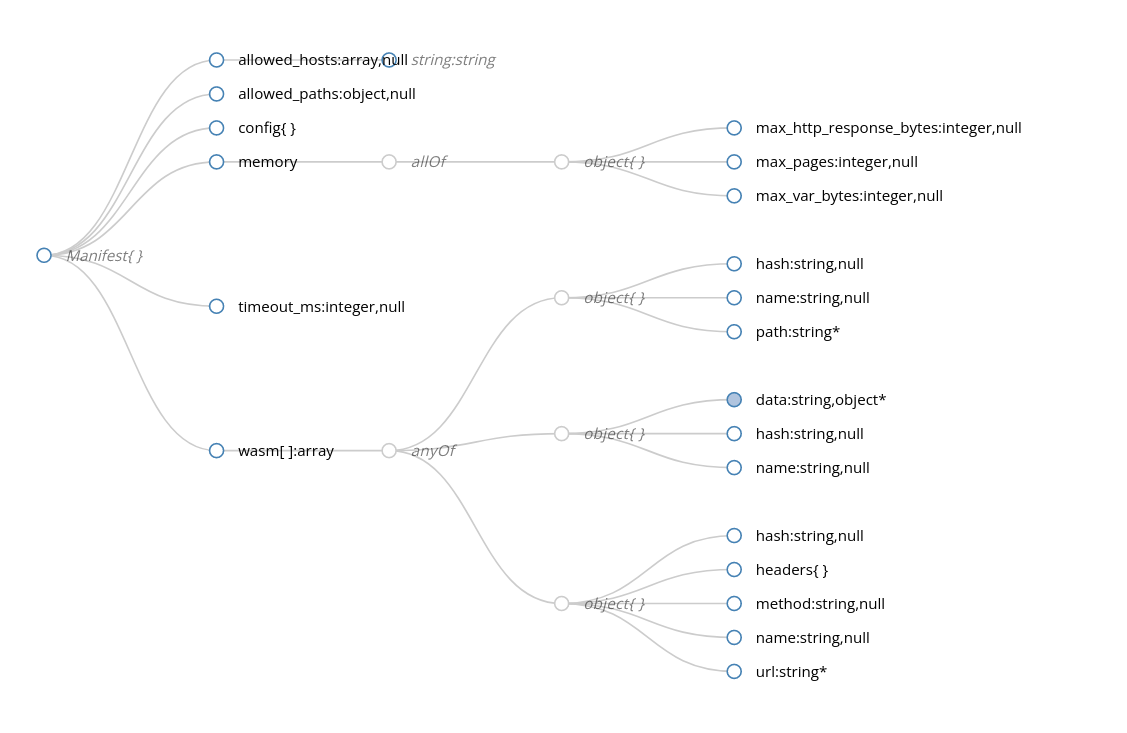 allowed_hosts:array,null string:string
allowed_paths:object,null
config{ }
max_http_response_bytes:integer,null
memory allOf object{ } max_pages:integer,null
max_var_bytes:integer,null
Manifest{ }
hash:string,null
object{ } name:string,null
timeout_ms:integer,null
path:string*
data:string,object*
object{ } hash:string,null
wasm[ ]:array anyOf
name:string,null
hash:string,null
headers{ }
object{ } method:string,null
name:string,null
url:string*